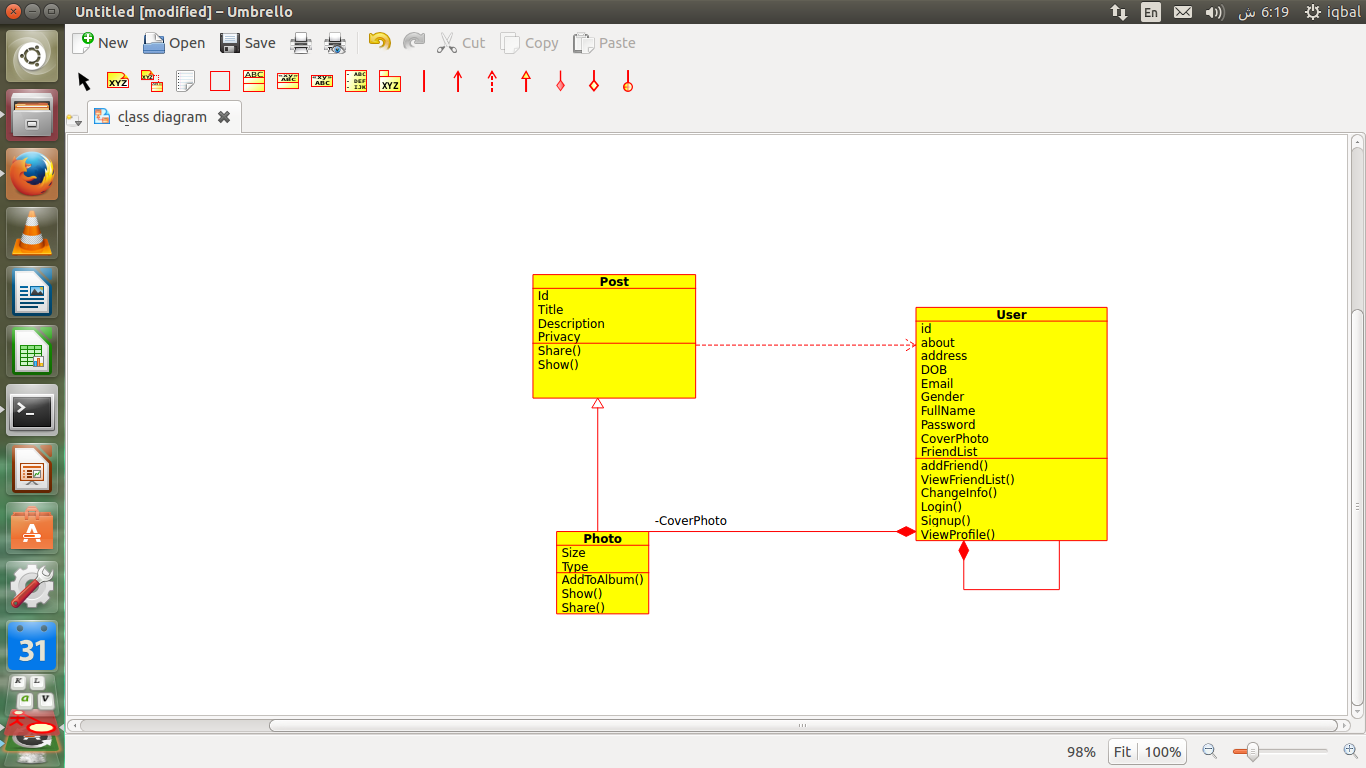 Untitled [modified] – Umbrello
En
6:19 ش
iqbal
New Open Save Cut Copy Paste
XYZ
ABC
-xy=
ABC
-xy=
ABC
ABC
DEF
IJK
XYZ
class diagram
Post
Id
Title
Description
Privacy
Share()
Show()
User
id
about
address
DOB
Email
Gender
FullName
Password
CoverPhoto
FriendList
addFriend()
ViewFriendList()
ChangeInfo()
Login()
Signup()
ViewProfile()
-CoverPhoto
Photo
Size
Type
AddToAlbum()
Show()
Share()
31
K L
a v
98% Fit 100%